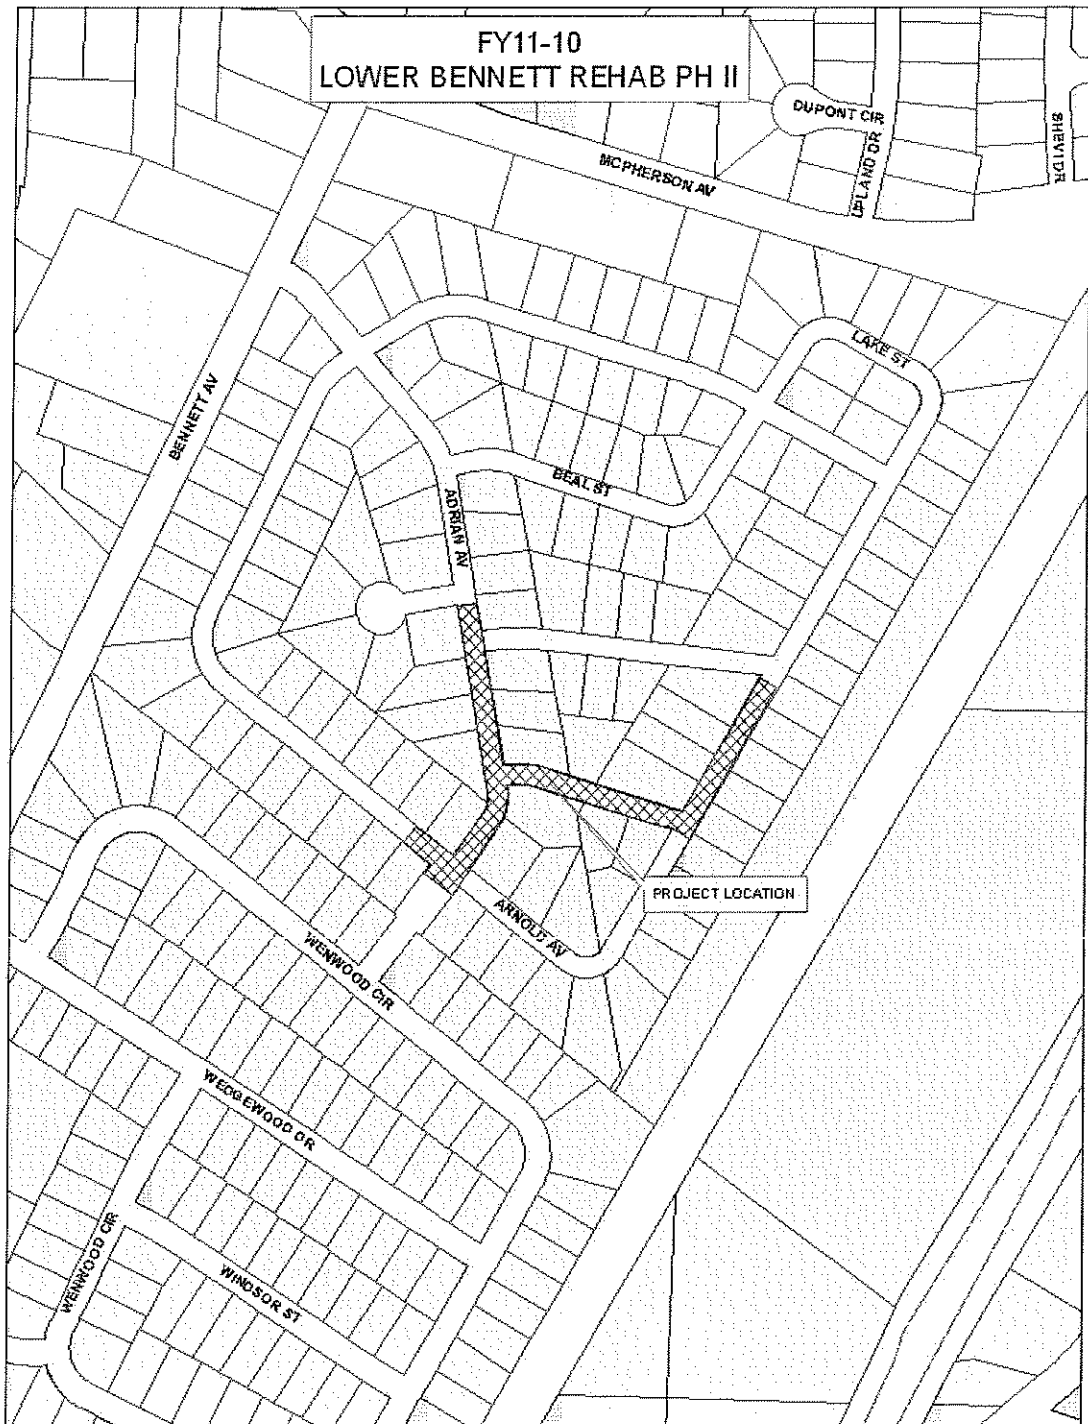 FY11-10
LOWER BENNETT REHAB PH II
DUPONT CIR
UPLAND DR
SHEVI DR
MCPHERSON AV
LAKE ST
BENNETT AV
BEAL ST
ADRIAN AV
PROJECT LOCATION
ARNOLD AV
WENWOOD CIR
WEDGEWOOD DR
WENWOOD CIR
WINDSOR ST